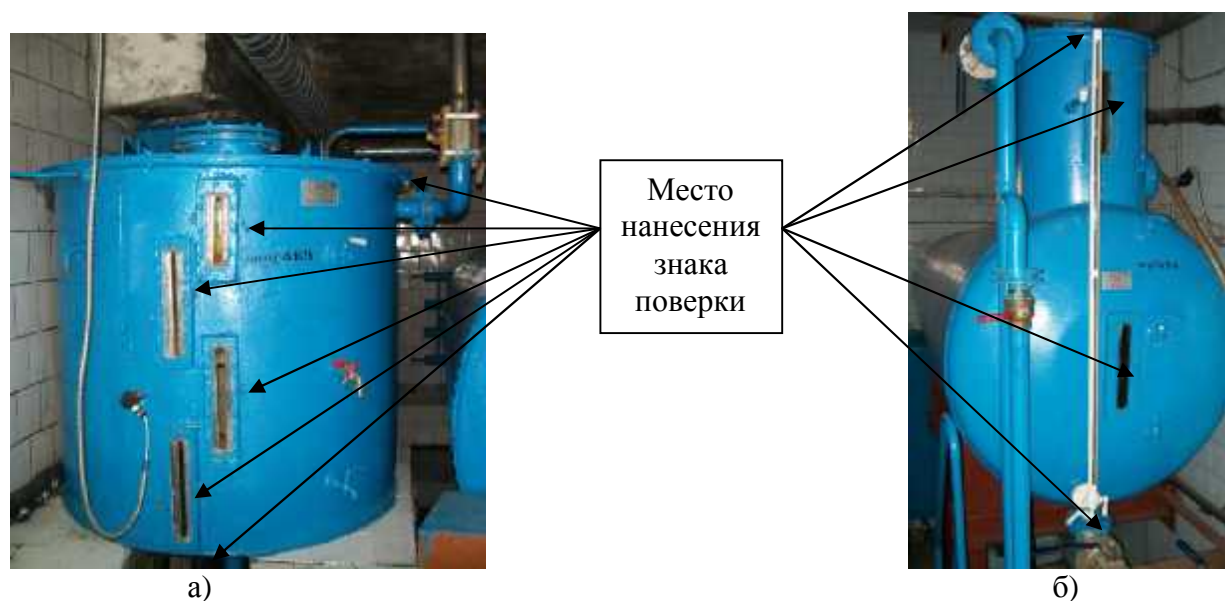 Место
нанесения
знака
поверки
а)
б)